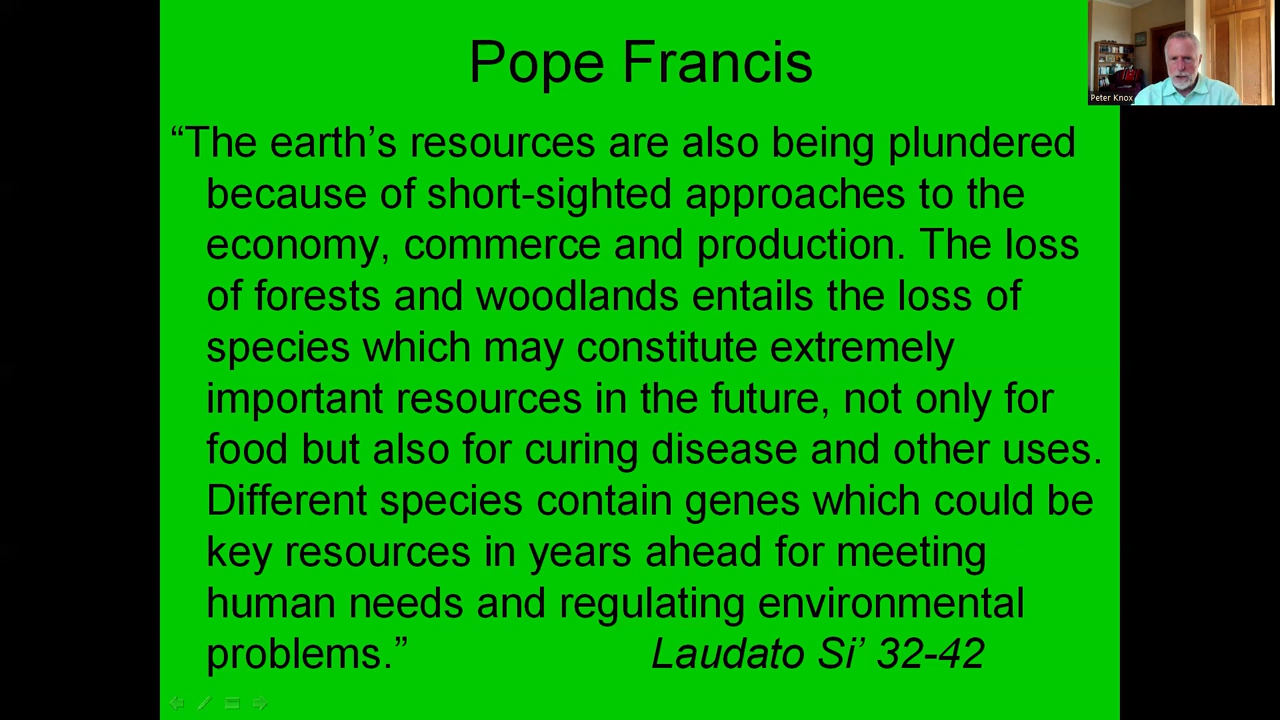 Pope Francis
Peter Knox
“The earth’s resources are also being plundered
because of short-sighted approaches to the
economy, commerce and production. The loss
of forests and woodlands entails the loss of
species which may constitute extremely
important resources in the future, not only for
food but also for curing disease and other uses.
Different species contain genes which could be
key resources in years ahead for meeting
human needs and regulating environmental
problems.” Laudato Si’ 32-42